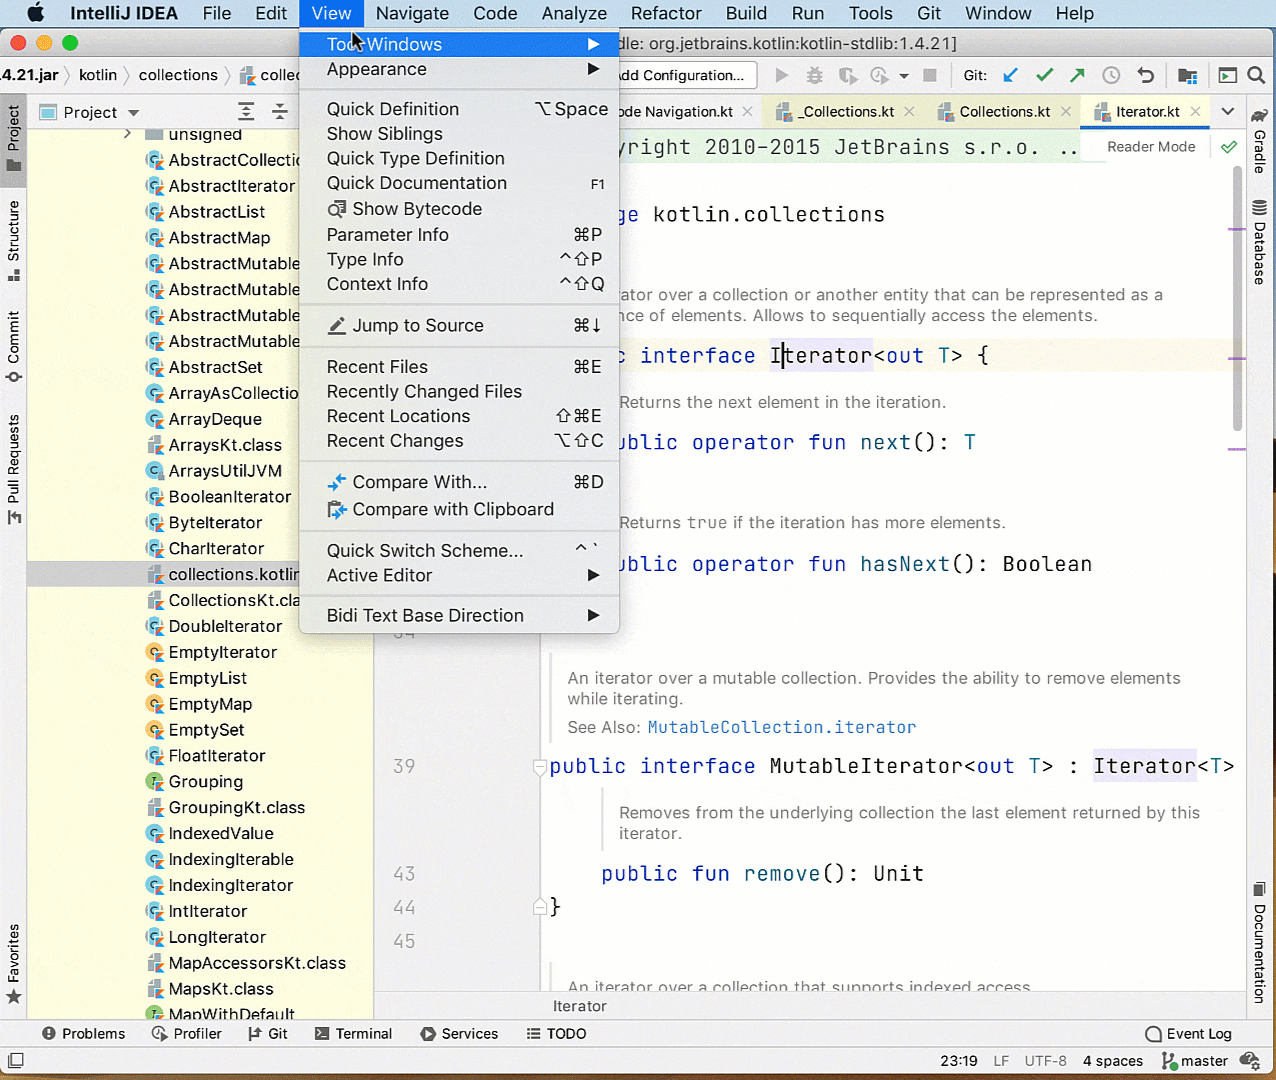 IntelliJ IDEA File Edit View Navigate Code Analyze Refactor Build Run Tools Git Window Help
dle: org.jetbrains.kotlin:kotlin-stdlib:1.4.21]
.4.21.jar kotlin collections collec
Add Configuration... Git:
Project
ode Navigation.kt _Collections.kt Collections.kt Iterator.kt
Tool Windows
Appearance
Quick Definition ⌥Space
Show Siblings
Quick Type Definition
Quick Documentation F1
Show Bytecode
Parameter Info ⌘P
Type Info ^⇧P
Context Info ^⇧Q
Jump to Source ⌘↓
Recent Files ⌘E
Recently Changed Files
Recent Locations ⇧⌘E
Recent Changes ⌥⇧C
Compare With... ⌘D
Compare with Clipboard
Quick Switch Scheme... ^`
Active Editor
Bidi Text Base Direction
Project
Structure
Commit
Pull Requests
Favorites
unsigned
AbstractCollectio
AbstractIterator
AbstractList
AbstractMap
AbstractMutable
AbstractMutable
AbstractMutable
AbstractMutable
AbstractSet
ArrayAsCollectio
ArrayDeque
ArraysKt.class
ArraysUtilJVM
BooleanIterator
ByteIterator
CharIterator
collections.kotlin
CollectionsKt.cla
DoubleIterator
EmptyIterator
EmptyList
EmptyMap
EmptySet
FloatIterator
Grouping
GroupingKt.class
IndexedValue
IndexingIterable
IndexingIterator
IntIterator
LongIterator
MapAccessorsKt.class
MapsKt.class
MapWithDefault
yright 2010-2015 JetBrains s.r.o. ...
Reader Mode
ge kotlin.collections
ator over a collection or another entity that can be represented as a
nce of elements. Allows to sequentially access the elements.
c interface Iterator<out T> {
Returns the next element in the iteration.
ublic operator fun next(): T
Returns true if the iteration has more elements.
ublic operator fun hasNext(): Boolean
34
An iterator over a mutable collection. Provides the ability to remove elements
while iterating.
See Also: MutableCollection.iterator
39 public interface MutableIterator<out T> : Iterator<T>
Removes from the underlying collection the last element returned by this
iterator.
43 public fun remove(): Unit
44 }
45
An iterator over a collection that supports indexed access
Iterator
Gradle
Database
Documentation
Problems Profiler Git Terminal Services TODO Event Log
23:19 LF UTF-8 4 spaces master